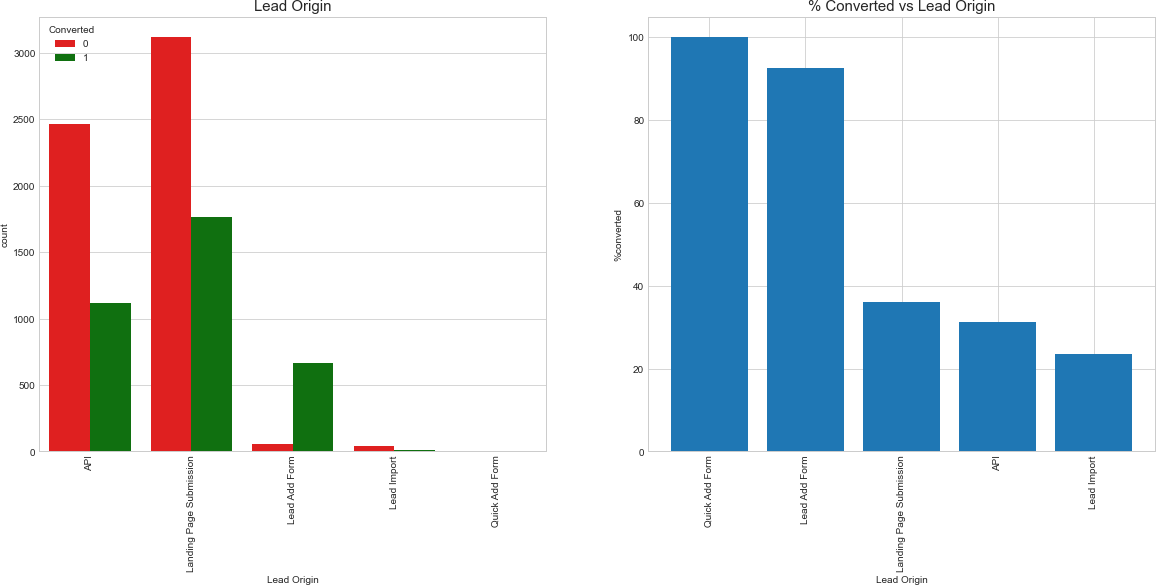 Lead Origin
Converted
0
1
3000
2500
2000
1500
1000
500
0
count
API
Landing Page Submission
Lead Add Form
Lead Import
Quick Add Form
Lead Origin
% Converted vs Lead Origin
100
80
60
40
20
0
%converted
Quick Add Form
Lead Add Form
Landing Page Submission
API
Lead Import
Lead Origin